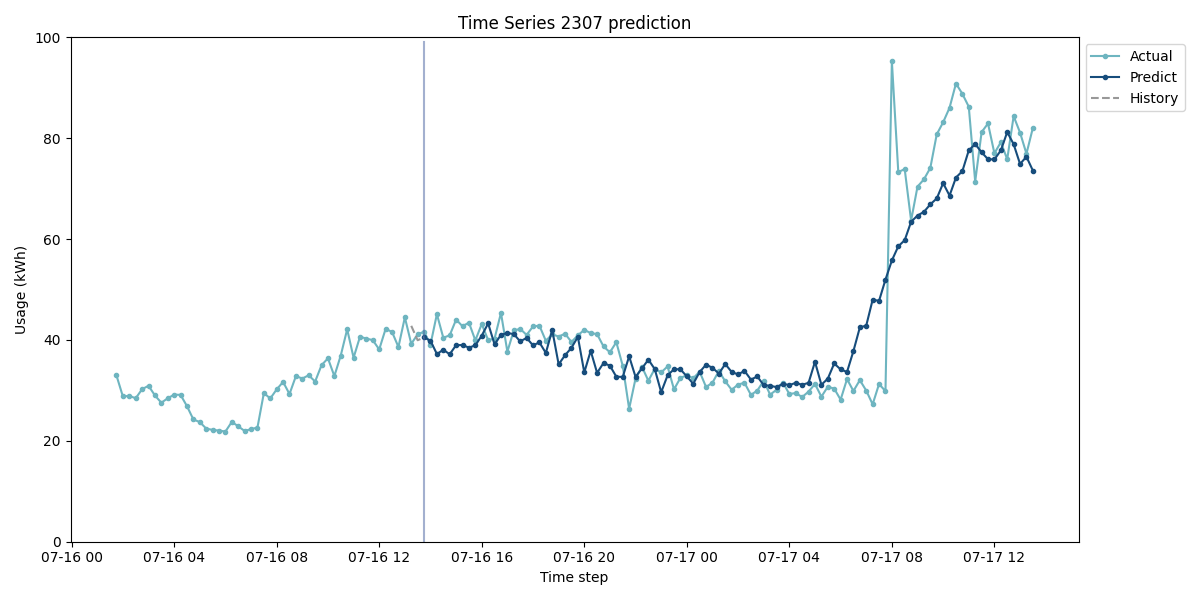 Time Series 2307 prediction
100
80
60
40
20
0
Usage (kWh)
07-16 00
07-16 04
07-16 08
07-16 12
07-16 16
07-16 20
07-17 00
07-17 04
07-17 08
07-17 12
Time step
Actual
Predict
History